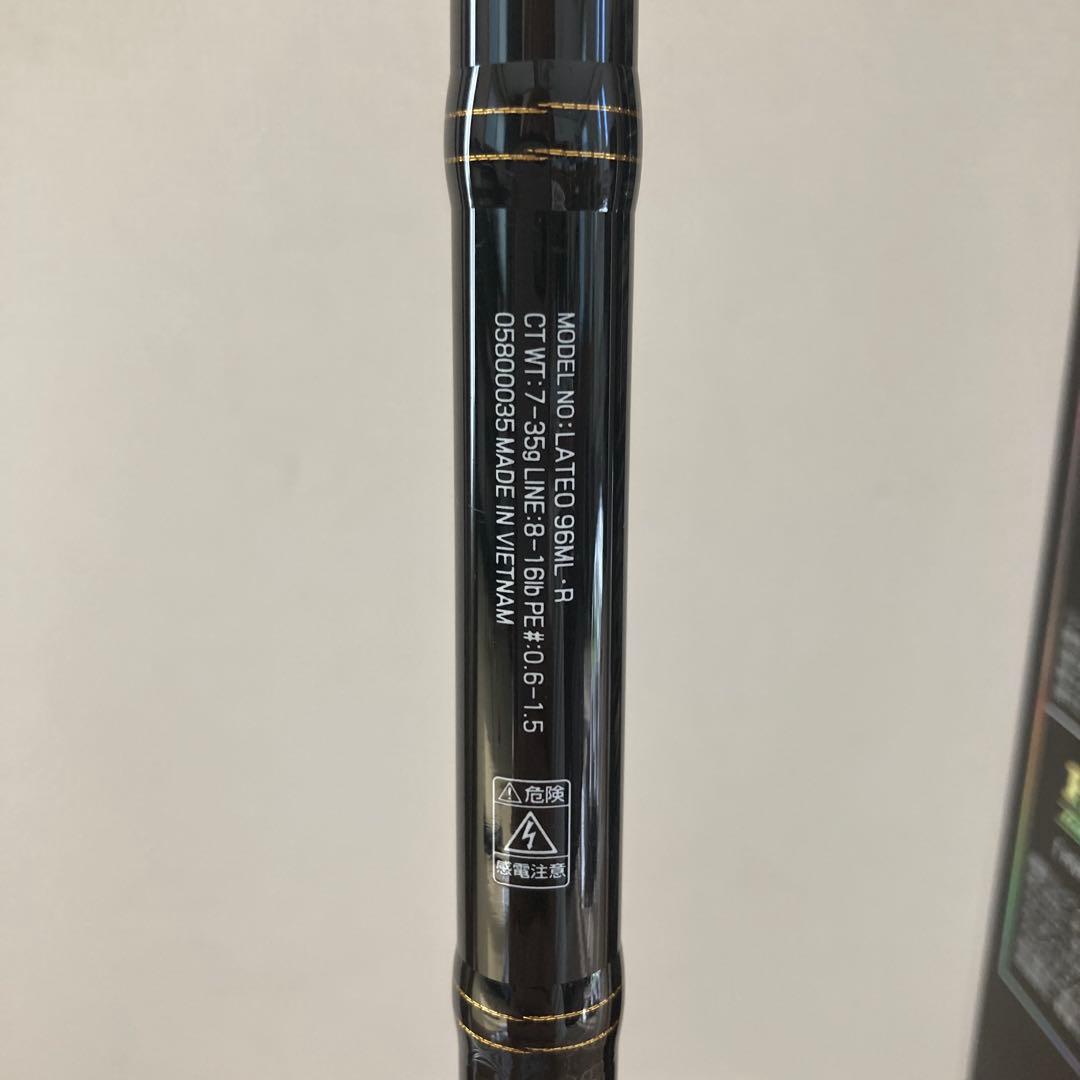 MODEL NO:LATEO 96ML·R
CT WT:7-35g LINE:8-16lb PE#:0.6-1.5
05800035 MADE IN VIETNAM
危険
感電注意